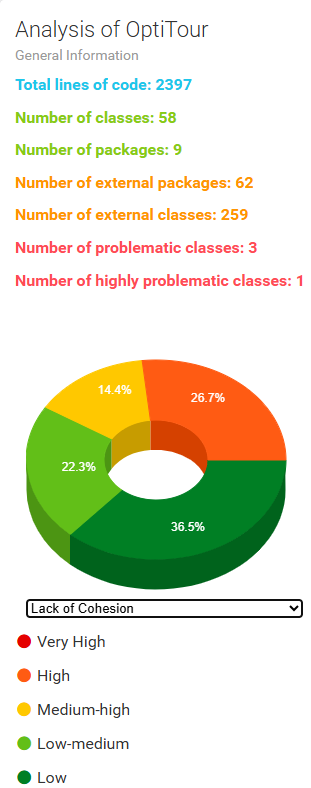 Analysis of OptiTour
General Information
Total lines of code: 2397
Number of classes: 58
Number of packages: 9
Number of external packages: 62
Number of external classes: 259
Number of problematic classes: 3
Number of highly problematic classes: 1
14.4%
26.7%
22.3%
36.5%
Lack of Cohesion
Very High
High
Medium-high
Low-medium
Low